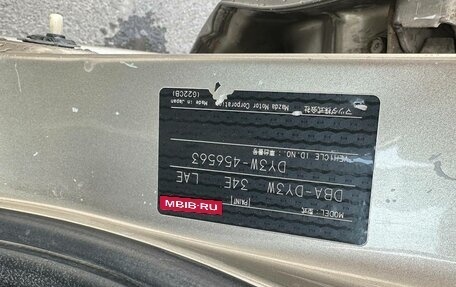 マツダ株式会社
Mazda Motor Corporation
Made in Japan
(G22CB)
VEHICLE ID.NO.: 車台番号
DY3W-456563
MODEL: 型式
DBA-DY3W
PAINT
34E LAE
MBIB.RU